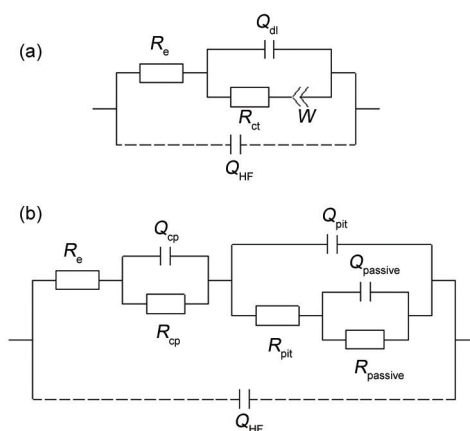 (a)
Q_dl
R_e
R_ct
W
Q_HF
(b)
Q_pit
Q_cp
R_e
Q_passive
R_cp
R_pit
R_passive
Q_HF